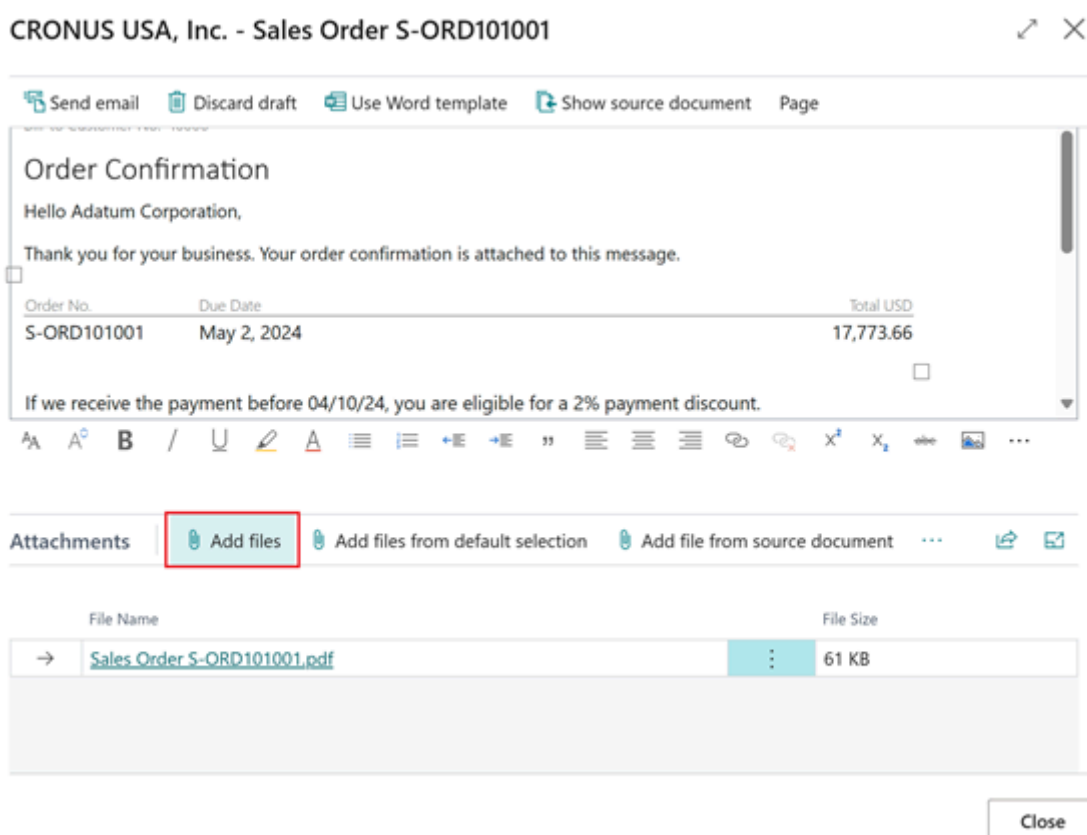 CRONUS USA, Inc. - Sales Order S-ORD101001
Send email Discard draft Use Word template Show source document Page
Order Confirmation
Hello Adatum Corporation,
Thank you for your business. Your order confirmation is attached to this message.
Order No. Due Date Total USD
S-ORD101001 May 2, 2024 17,773.66
If we receive the payment before 04/10/24, you are eligible for a 2% payment discount.
Attachments Add files Add files from default selection Add file from source document ...
File Name File Size
Sales Order S-ORD101001.pdf 61 KB
Close